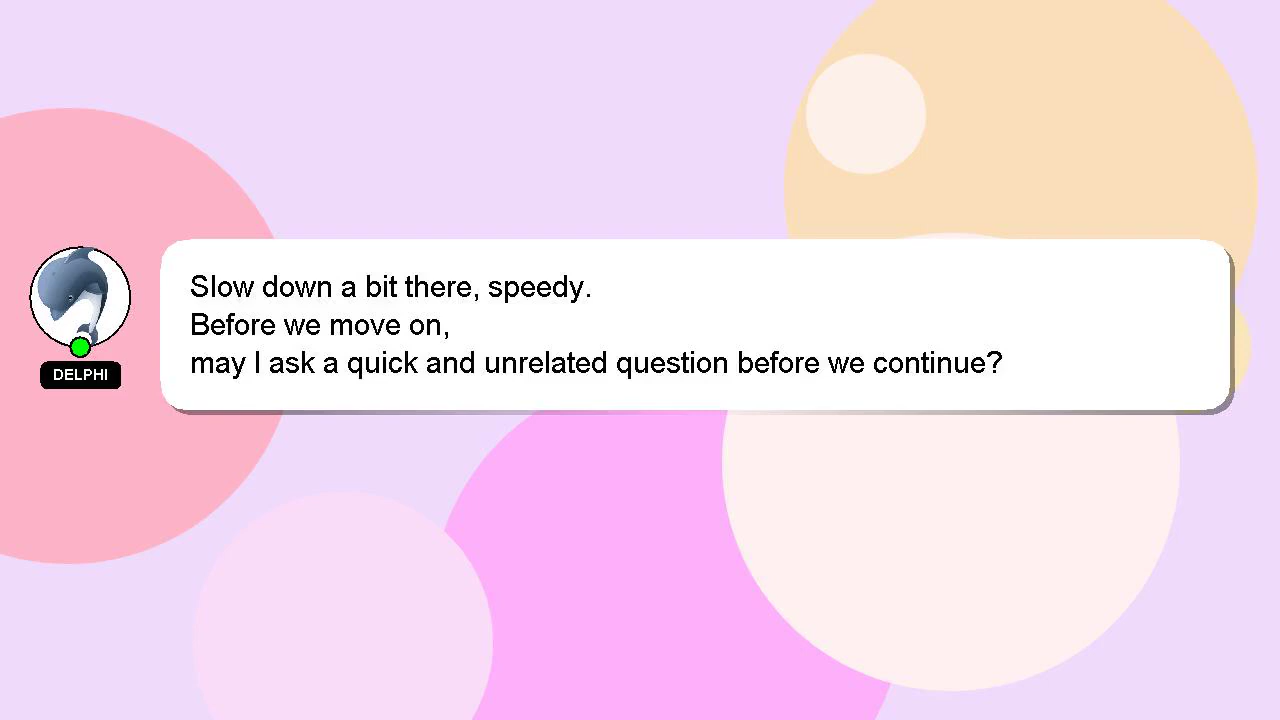 Slow down a bit there, speedy.
Before we move on,
may I ask a quick and unrelated question before we continue?
DELPHI